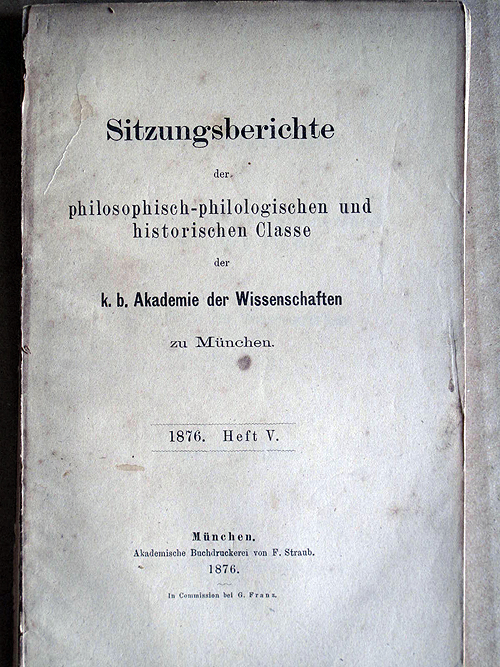 Sitzungsberichte
der
philosophisch-philologischen und
historischen Classe
der
k. b. Akademie der Wissenschaften
zu München.
1876. Heft V.
München.
Akademische Buchdruckerei von F. Straub.
1876.
In Commission bei G. Franz.